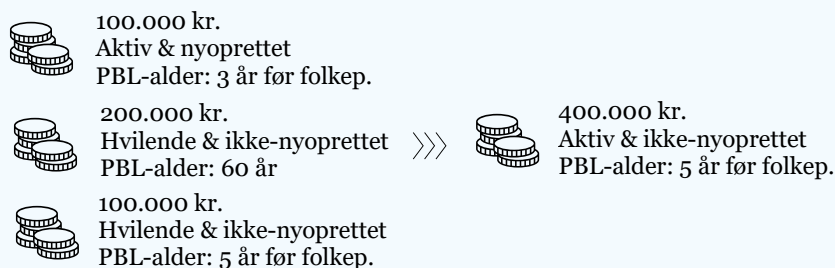 100.000 kr.
Aktiv & nyoprettet
PBL-alder: 3 år før folkep.
200.000 kr.
Hvilende & ikke-nyoprettet
PBL-alder: 60 år
100.000 kr.
Hvilende & ikke-nyoprettet
PBL-alder: 5 år før folkep.
400.000 kr.
Aktiv & ikke-nyoprettet
PBL-alder: 5 år før folkep.